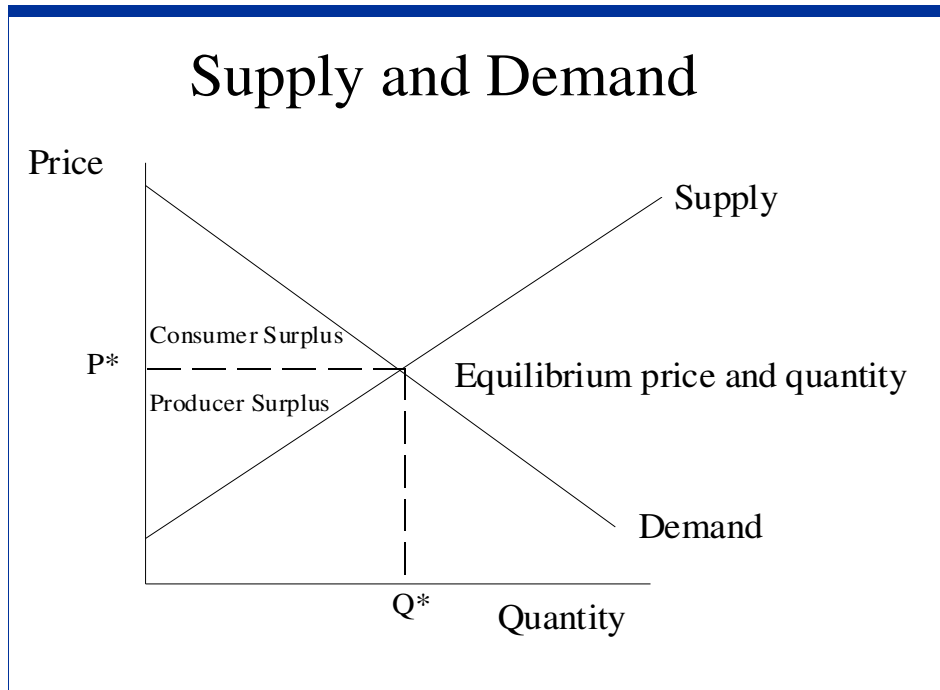 Supply and Demand
Price
Supply
Consumer Surplus
P*
Equilibrium price and quantity
Producer Surplus
Demand
Q*
Quantity